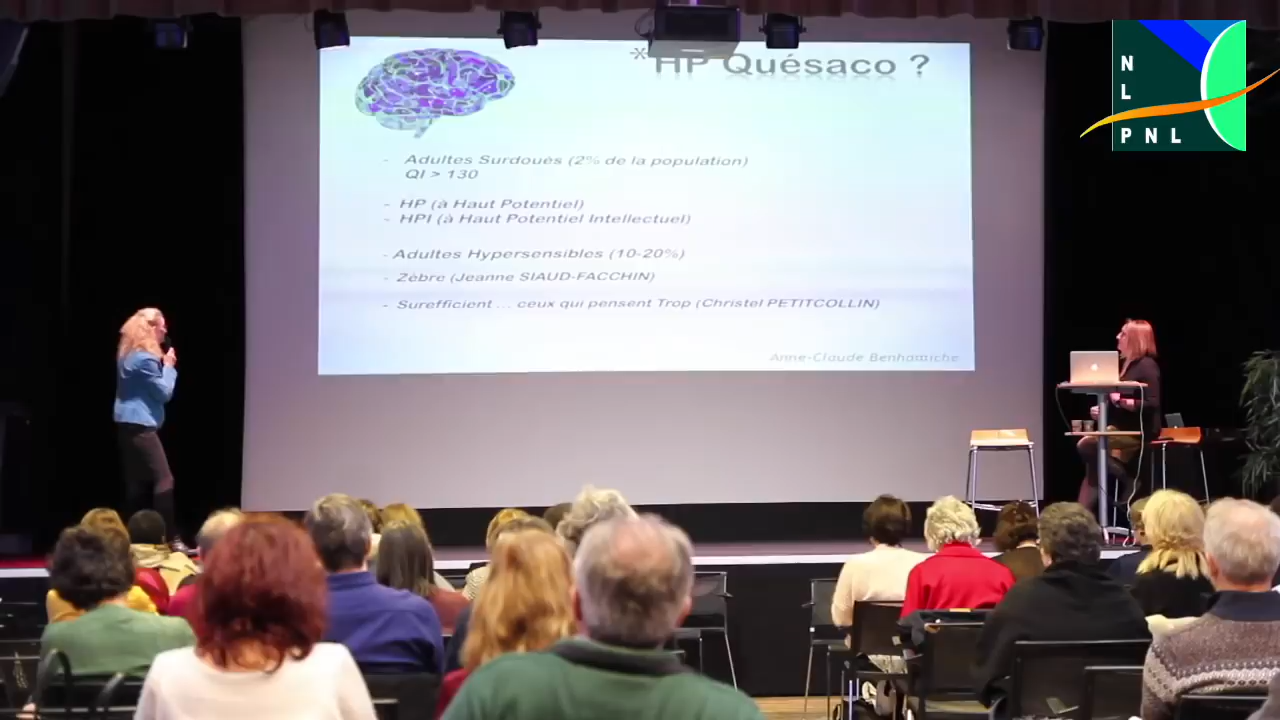 *HP Quésaco ?
- Adultes Surdoués (2% de la population)
QI > 130
- HP (à Haut Potentiel)
- HPI (à Haut Potentiel Intellectuel)
- Adultes Hypersensibles (10-20%)
- Zèbre (Jeanne SIAUD-FACCHIN)
- Surefficient ... ceux qui pensent Trop (Christel PETITCOLLIN)
Anne-Claude Benhamiche
N
L
P N L